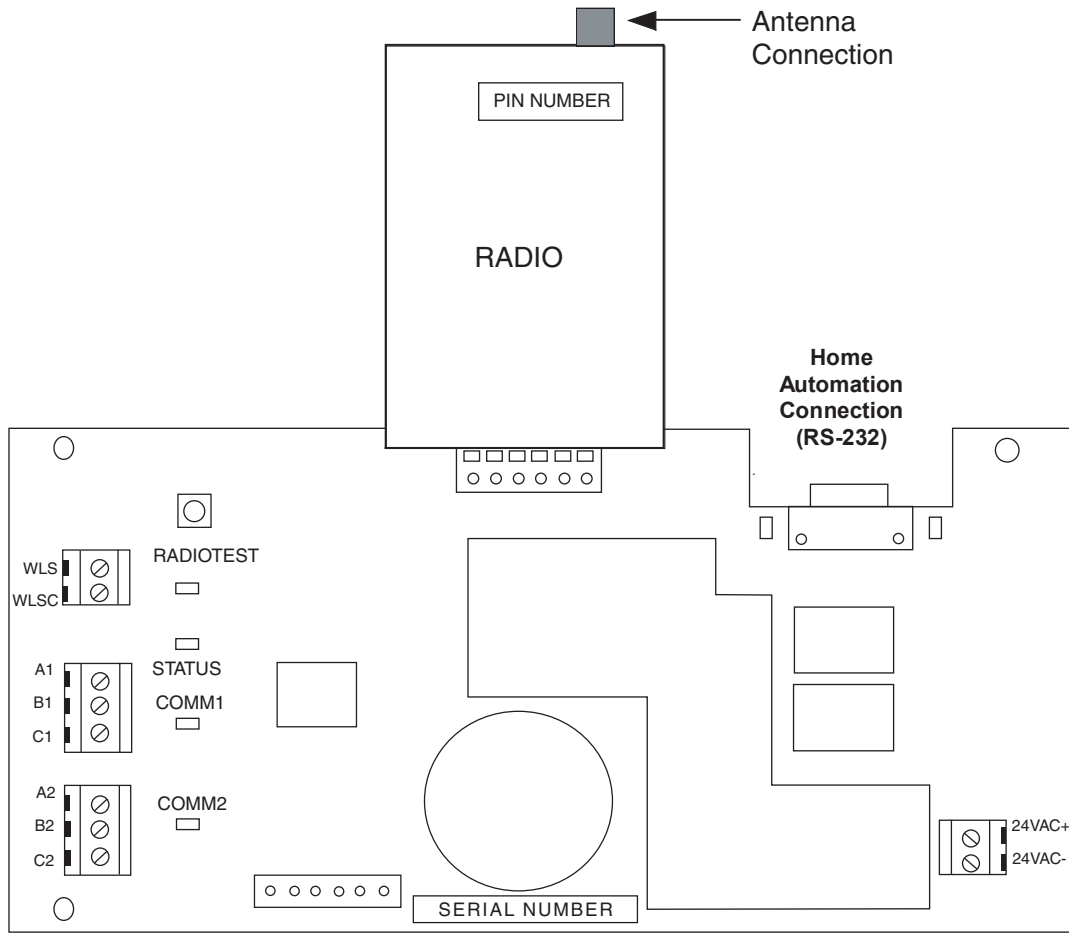 Antenna
Connection
PIN NUMBER
RADIO
Home
Automation
Connection
(RS-232)
RADIOTEST
WLS
WLSC
STATUS
A1
B1
C1
COMM1
A2
B2
C2
COMM2
24VAC+
24VAC-
SERIAL NUMBER